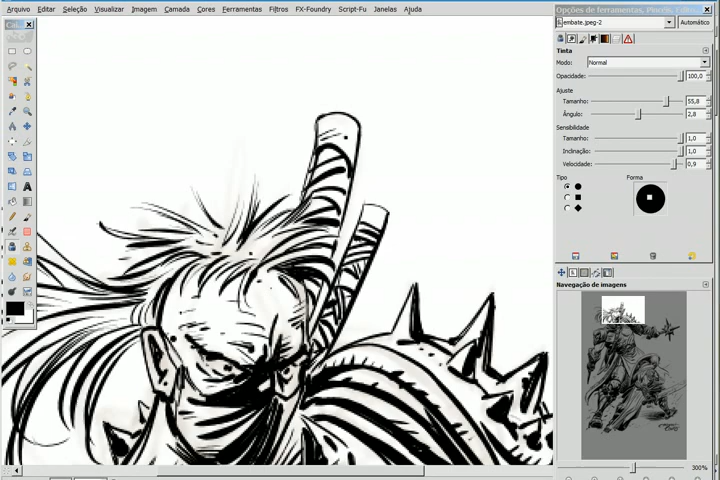 Arquivo Editar Seleção Visualizar Imagem Camada Cores Ferramentas Filtros FX-Foundry Script-Fu Janelas Ajuda
Opções de ferramentas, Pincéis,
embate.jpeg-2 Automático
Tinta
Modo: Normal
Opacidade: 100,0
Ajuste
Tamanho: 55,8
Ângulo: 2,8
Sensibilidade
Tamanho: 1,0
Inclinação: 1,0
Velocidade: 0,9
Tipo Forma
Navegação de imagens
300%